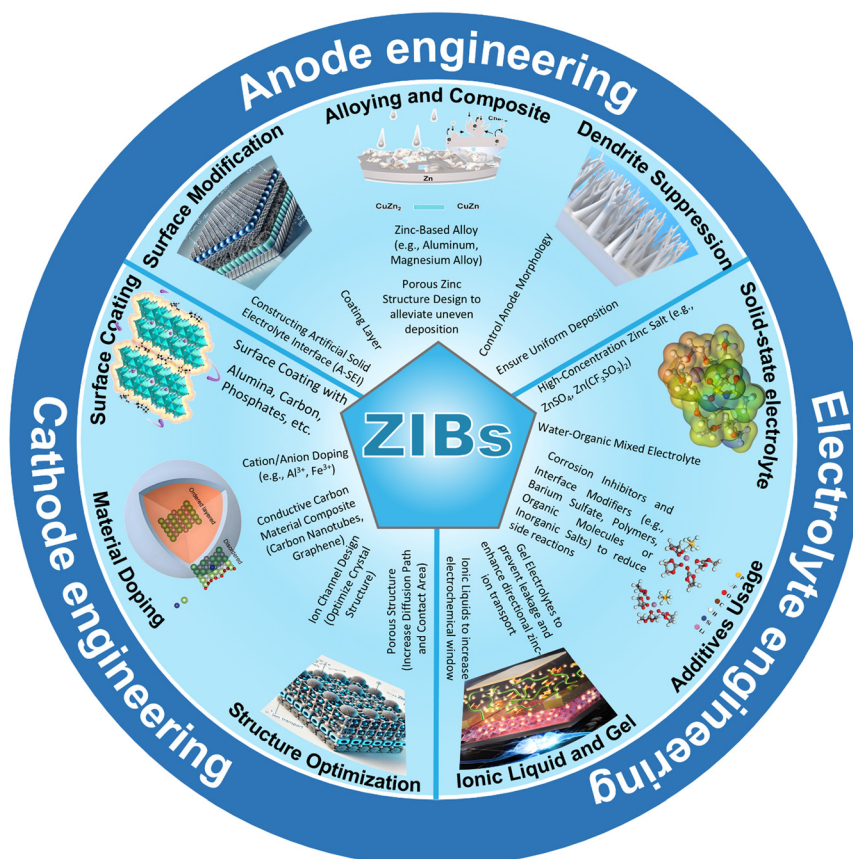 Anode engineering
Alloying and Composite
Surface Modification
Dendrite Suppression
Zn
CuZn₂
CuZn
Zinc-Based Alloy
(e.g., Aluminum,
Magnesium Alloy)
Porous Zinc
Structure Design to
alleviate uneven
deposition
Constructing Artificial Solid
Electrolyte Interface (A-SEI)
Coating Layer
Control Anode Morphology
Ensure Uniform Deposition
ZIBs
Electrolyte engineering
Solid-state electrolyte
High-Concentration Zinc Salt (e.g.,
ZnSO₄, Zn(CF₃SO₃)₂)
Water-Organic Mixed Electrolyte
Additives Usage
Corrosion Inhibitors and
Interface Modifiers (e.g.,
Barium Sulfate, Polymers,
Organic Molecules or
Inorganic Salts) to reduce
side reactions
Ionic Liquid and Gel
Gel Electrolytes to
prevent leakage and
enhance directional zinc-
ion transport
Ionic Liquids to increase
electrochemical window
Cathode engineering
Surface Coating
Surface Coating with
Alumina, Carbon,
Phosphates, etc.
Material Doping
Ordered layered
Disordered
Cation/Anion Doping
(e.g., Al³⁺, Fe³⁺)
Conductive Carbon
Material Composite
(Carbon Nanotubes,
Graphene)
Structure Optimization
Ion Channel Design
(Optimize Crystal
Structure)
Porous Structure
(Increase Diffusion Path
and Contact Area)